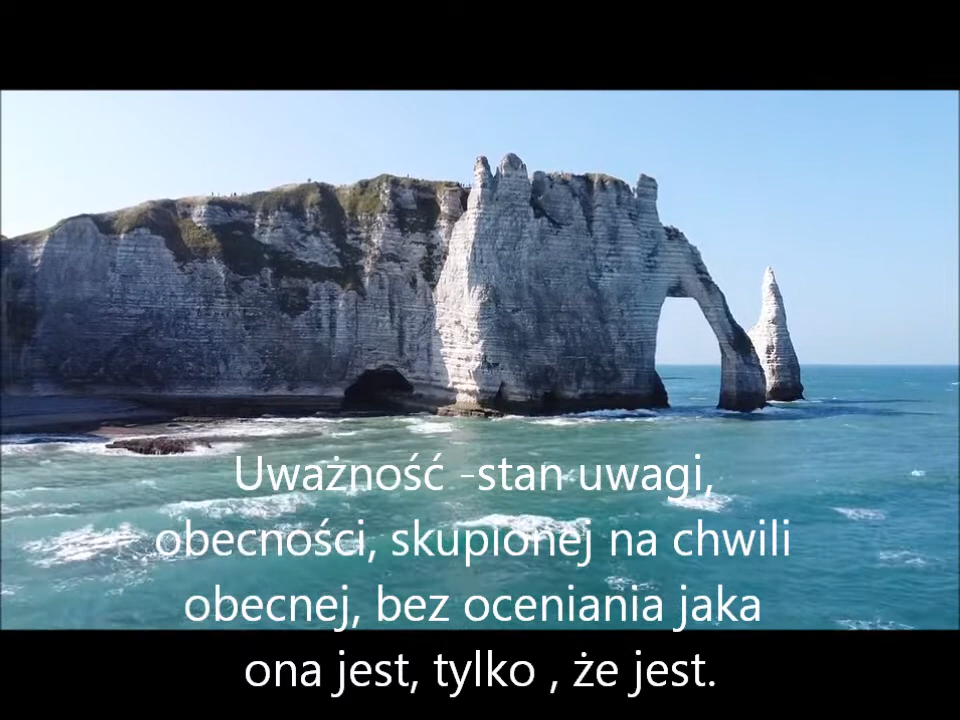 Uważność -stan uwagi,
obecności, skupionej na chwili
obecnej, bez oceniania jaka
ona jest, tylko , że jest.